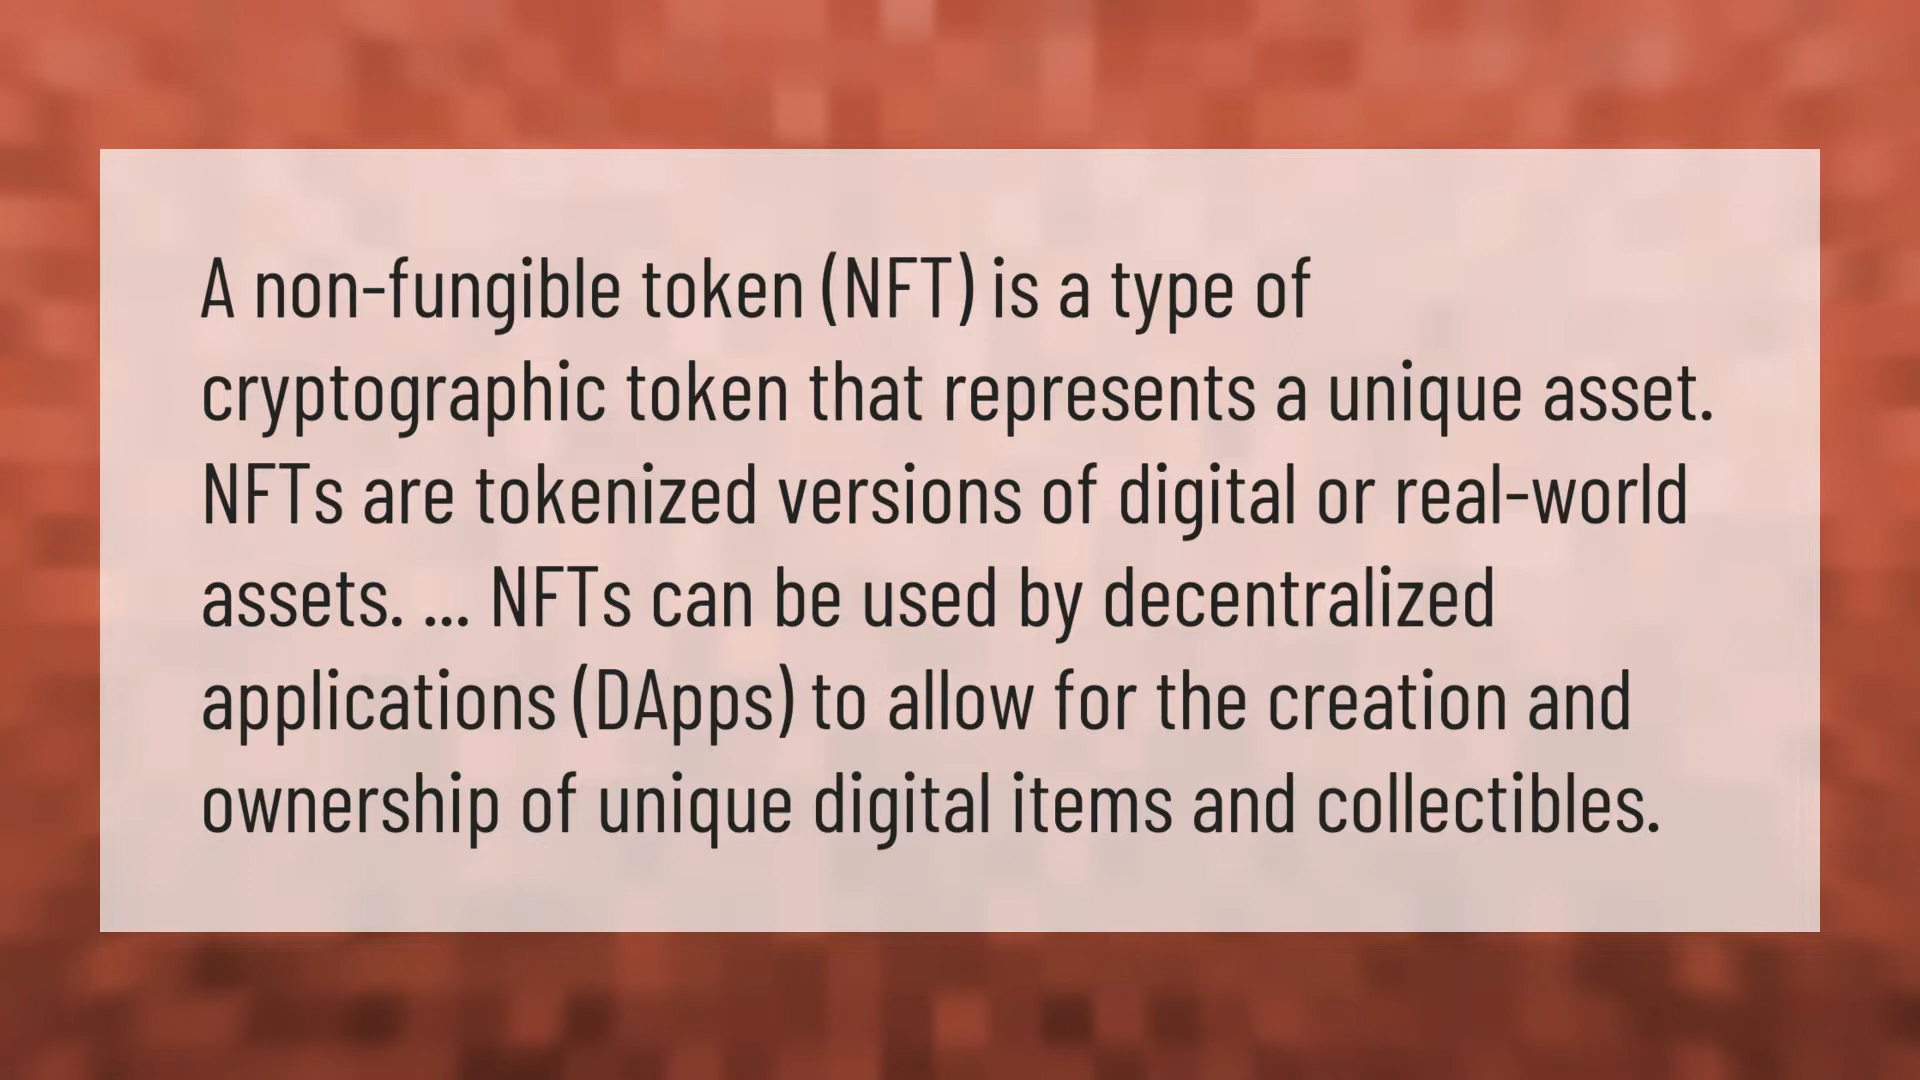 A non-fungible token (NFT) is a type of
cryptographic token that represents a unique asset.
NFTs are tokenized versions of digital or real-world
assets. ... NFTs can be used by decentralized
applications (DApps) to allow for the creation and
ownership of unique digital items and collectibles.